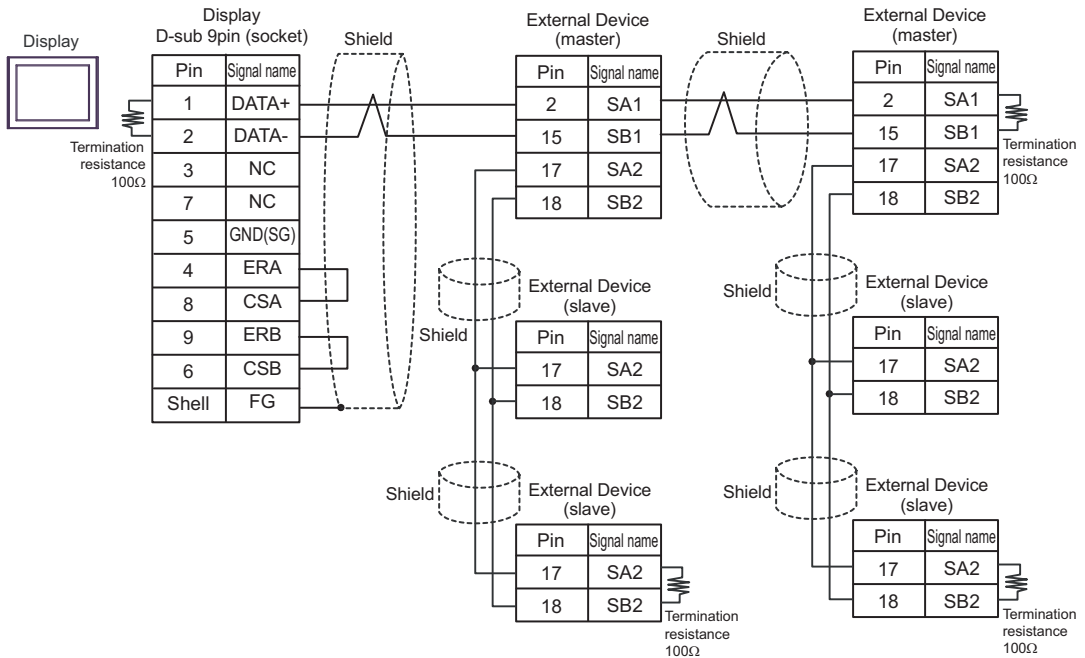 Display
Display
D-sub 9pin (socket)
Pin Signal name
1 DATA+
2 DATA-
3 NC
7 NC
5 GND(SG)
4 ERA
8 CSA
9 ERB
6 CSB
Shell FG
Termination
resistance
100Ω
Shield
External Device
(master)
Pin Signal name
2 SA1
15 SB1
17 SA2
18 SB2
Shield
External Device
(master)
Pin Signal name
2 SA1
15 SB1
17 SA2
18 SB2
Termination
resistance
100Ω
Shield
External Device
(slave)
Pin Signal name
17 SA2
18 SB2
Shield
External Device
(slave)
Pin Signal name
17 SA2
18 SB2
Shield
External Device
(slave)
Pin Signal name
17 SA2
18 SB2
Termination
resistance
100Ω
Shield
External Device
(slave)
Pin Signal name
17 SA2
18 SB2
Termination
resistance
100Ω